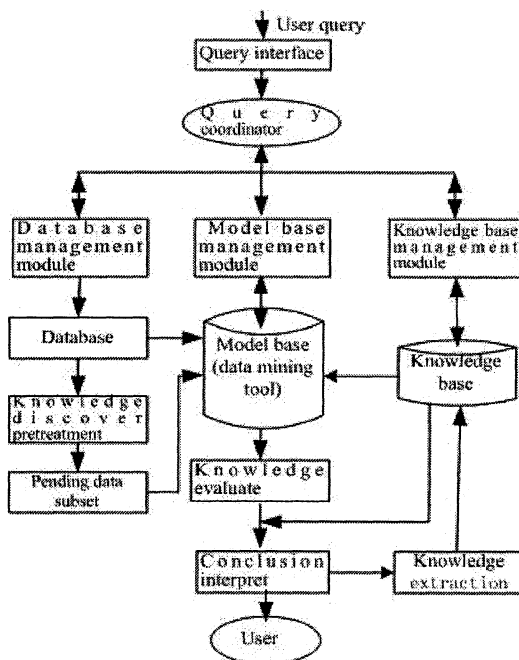 User query
Query interface
Query
coordinator
Database
management
module
Model base
management
module
Knowledge base
management
module
Database
Model base
(data mining
tool)
Knowledge
base
Knowledge
discover
pretreatment
Pending data
subset
Knowledge
evaluate
Conclusion
interpret
Knowledge
extraction
User